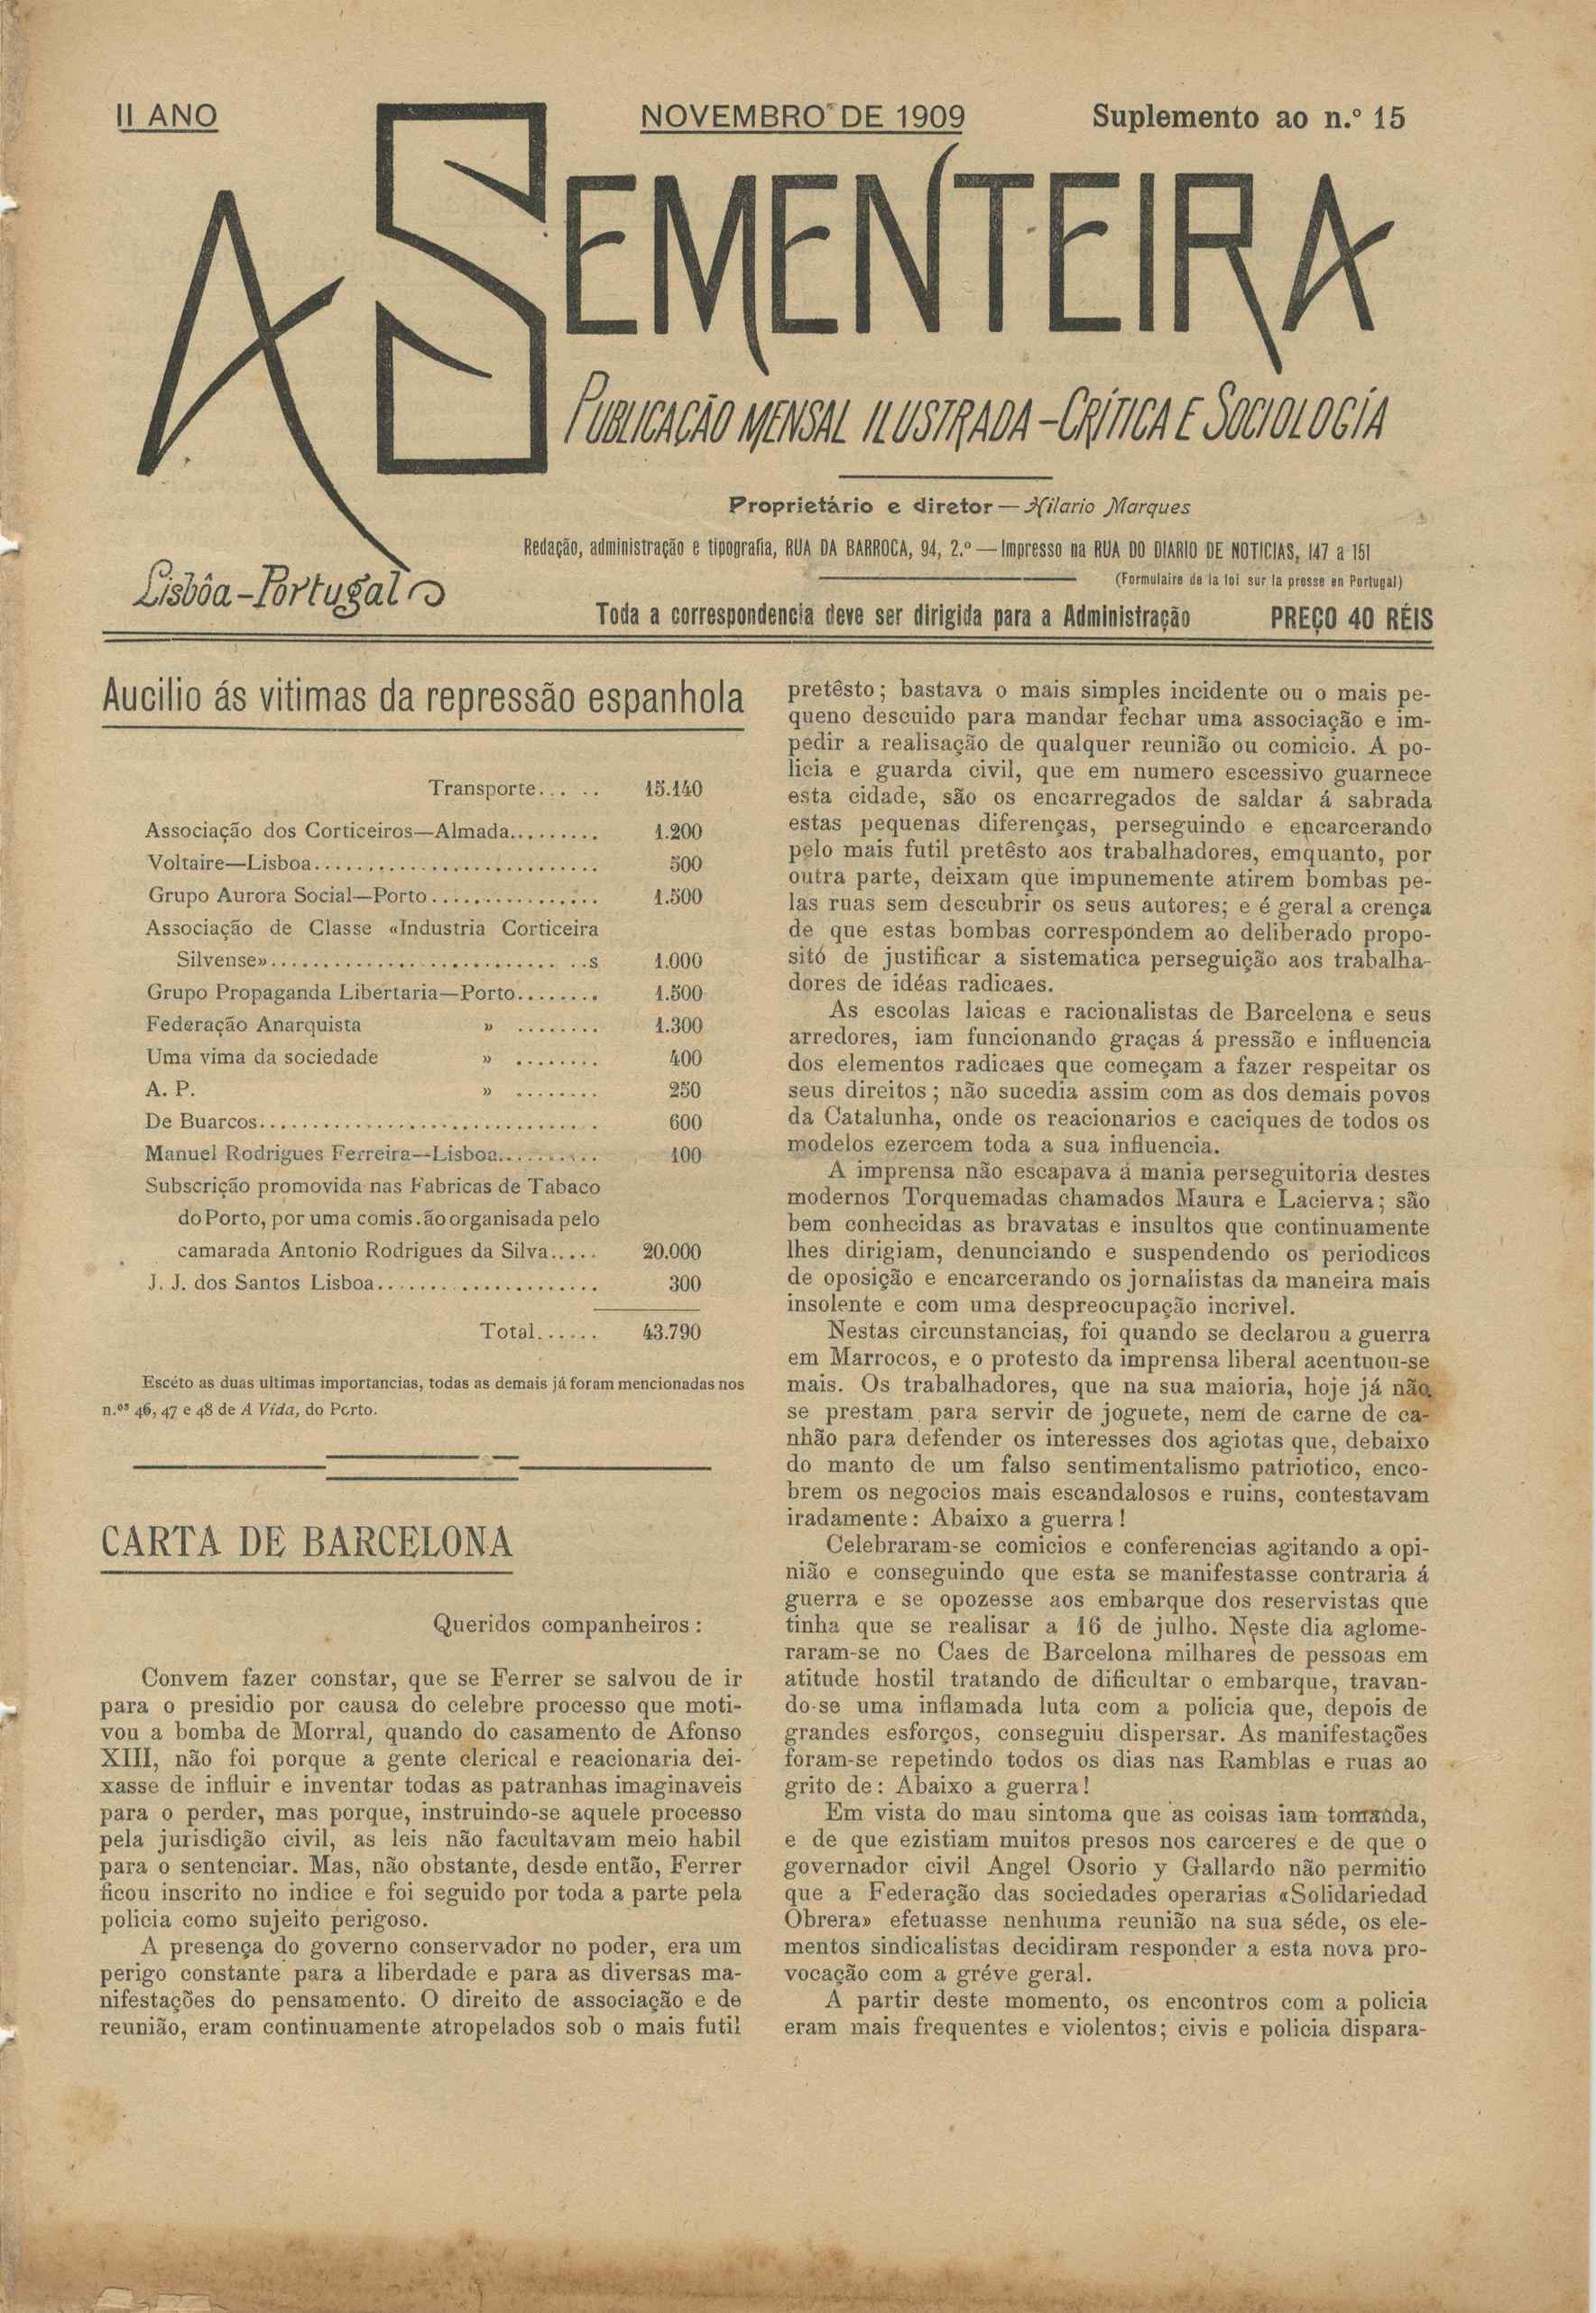 II ANO
NOVEMBRO DE 1909
Suplemento ao n.º 15
A SEMENTEIRA
PUBLICAÇÃO MENSAL ILUSTRADA-CRÍTICA E SOCIOLOGÍA
Proprietário e diretor — Hilario Marques
Redação, administração e tipografia, RUA DA BARROCA, 94, 2.º — Impresso na RUA DO DIARIO DE NOTICIAS, 147 a 151
(Formulaire de la loi sur la presse en Portugal)
Lisbôa-Portugal
Toda a correspondencia deve ser dirigida para a Administração
PREÇO 40 RÉIS
Aucilio ás vitimas da repressão espanhola
Transporte... .. 15.140
Associação dos Corticeiros—Almada......... 1.200
Voltaire—Lisboa........................... 500
Grupo Aurora Social—Porto................ 1.500
Associação de Classe «Industria Corticeira
Silvense»............................s 1.000
Grupo Propaganda Libertaria—Porto........ 1.500
Federação Anarquista » ........ 1.300
Uma vima da sociedade » ........ 400
A. P. » ........ 250
De Buarcos................................ 600
Manuel Rodrigues Ferreira—Lisboa.......... 100
Subscrição promovida nas Fabricas de Tabaco
do Porto, por uma comis.ão organisada pelo
camarada Antonio Rodrigues da Silva..... 20.000
J. J. dos Santos Lisboa..................... 300
Total...... 43.790
Escéto as duas ultimas importancias, todas as demais já foram mencionadas nos
n.os 46, 47 e 48 de A Vida, do Porto.
CARTA DE BARCELONA
Queridos companheiros :
Convem fazer constar, que se Ferrer se salvou de ir
para o presidio por causa do celebre processo que moti-
vou a bomba de Morral, quando do casamento de Afonso
XIII, não foi porque a gente clerical e reacionaria dei-
xasse de influir e inventar todas as patranhas imaginaveis
para o perder, mas porque, instruindo-se aquele processo
pela jurisdição civil, as leis não facultavam meio habil
para o sentenciar. Mas, não obstante, desde então, Ferrer
ficou inscrito no indice e foi seguido por toda a parte pela
policia como sujeito perigoso.
A presença do governo conservador no poder, era um
perigo constante para a liberdade e para as diversas ma-
nifestações do pensamento. O direito de associação e de
reunião, eram continuamente atropelados sob o mais futil
pretêsto; bastava o mais simples incidente ou o mais pe-
queno descuido para mandar fechar uma associação e im-
pedir a realisação de qualquer reunião ou comicio. A po-
licia e guarda civil, que em numero escessivo guarnece
esta cidade, são os encarregados de saldar á sabrada
estas pequenas diferenças, perseguindo e encarcerando
pelo mais futil pretêsto aos trabalhadores, emquanto, por
outra parte, deixam que impunemente atirem bombas pe-
las ruas sem descubrir os seus autores; e é geral a crença
de que estas bombas correspondem ao deliberado propo-
sitó de justificar a sistematica perseguição aos trabalha-
dores de idéas radicaes.
As escolas laicas e racionalistas de Barcelona e seus
arredores, iam funcionando graças á pressão e influencia
dos elementos radicaes que começam a fazer respeitar os
seus direitos ; não sucedia assim com as dos demais povos
da Catalunha, onde os reacionarios e caciques de todos os
modelos ezercem toda a sua influencia.
A imprensa não escapava á mania perseguitoria destes
modernos Torquemadas chamados Maura e Lacierva; são
bem conhecidas as bravatas e insultos que continuamente
lhes dirigiam, denunciando e suspendendo os periodicos
de oposição e encarcerando os jornalistas da maneira mais
insolente e com uma despreocupação incrivel.
Nestas circunstancias, foi quando se declarou a guerra
em Marrocos, e o protesto da imprensa liberal acentuou-se
mais. Os trabalhadores, que na sua maioria, hoje já não
se prestam para servir de joguete, nem de carne de ca-
nhão para defender os interesses dos agiotas que, debaixo
do manto de um falso sentimentalismo patriotico, enco-
brem os negocios mais escandalosos e ruins, contestavam
iradamente: Abaixo a guerra !
Celebraram-se comicios e conferencias agitando a opi-
nião e conseguindo que esta se manifestasse contraria á
guerra e se opozesse aos embarque dos reservistas que
tinha que se realisar a 16 de julho. Neste dia aglome-
raram-se no Caes de Barcelona milhares de pessoas em
atitude hostil tratando de dificultar o embarque, travan-
do-se uma inflamada luta com a policia que, depois de
grandes esforços, conseguiu dispersar. As manifestações
foram-se repetindo todos os dias nas Ramblas e ruas ao
grito de: Abaixo a guerra!
Em vista do mau sintoma que as coisas iam tomanda,
e de que ezistiam muitos presos nos carceres e de que o
governador civil Angel Osorio y Gallardo não permitio
que a Federação das sociedades operarias «Solidariedad
Obrera» efetuasse nenhuma reunião na sua séde, os ele-
mentos sindicalistas decidiram responder a esta nova pro-
vocação com a gréve geral.
A partir deste momento, os encontros com a policia
eram mais frequentes e violentos; civis e policia dispara-